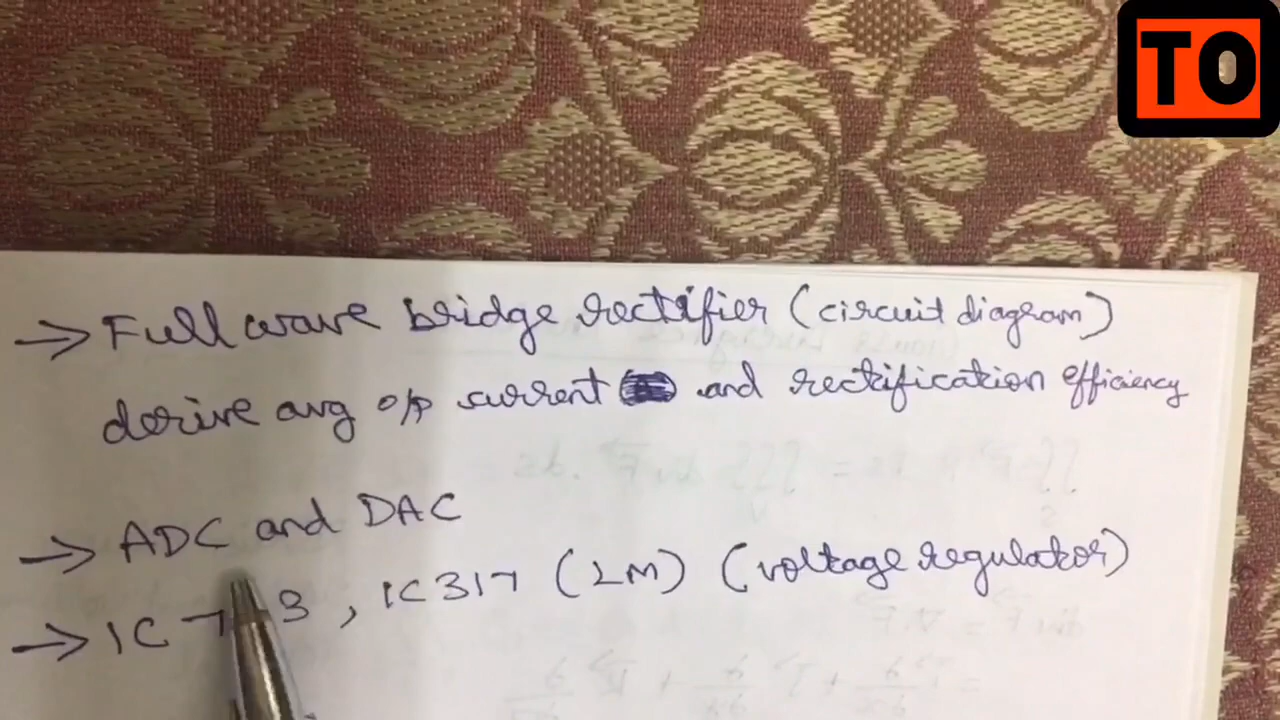 TO
→ Full wave bridge rectifier (circuit diagram)
derive avg o/p current and rectification efficiency
→ ADC and DAC
→ IC 3, IC 317 (LM) (voltage regulator)